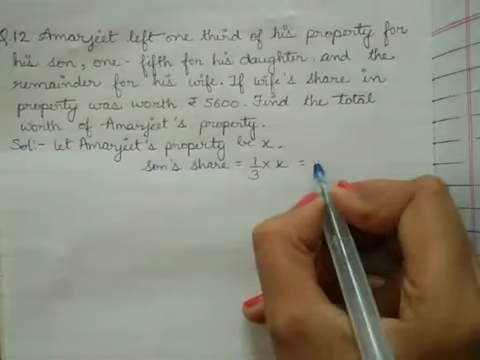 Q.12 Amarjeet left one third of his property for
his son, one-fifth for his daughter and the
remainder for his wife. If wife's share in
property was worth ₹ 5600. Find the total
worth of Amarjeet's property.
Sol:- let Amarjeet's property be x.
son's share = 1/3 × x =